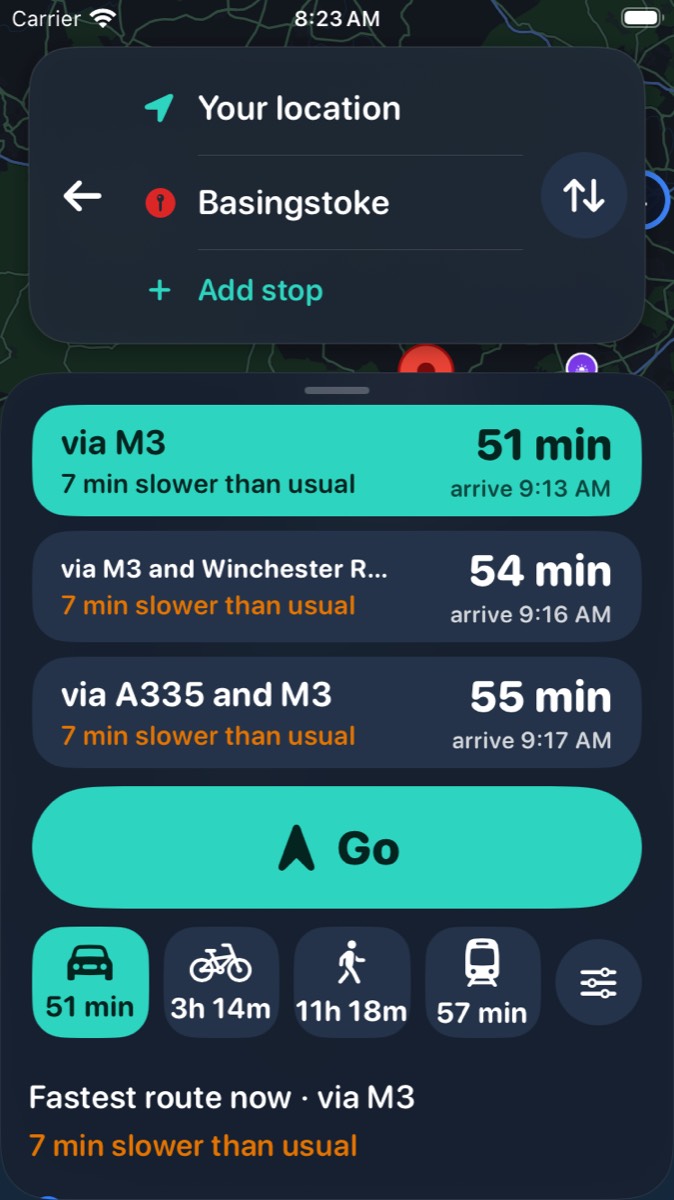 Carrier 8:23 AM
Your location
Basingstoke
Add stop
via M3
51 min
7 min slower than usual
arrive 9:13 AM
via M3 and Winchester R...
54 min
7 min slower than usual
arrive 9:16 AM
via A335 and M3
55 min
7 min slower than usual
arrive 9:17 AM
Go
51 min
3h 14m
11h 18m
57 min
Fastest route now · via M3
7 min slower than usual